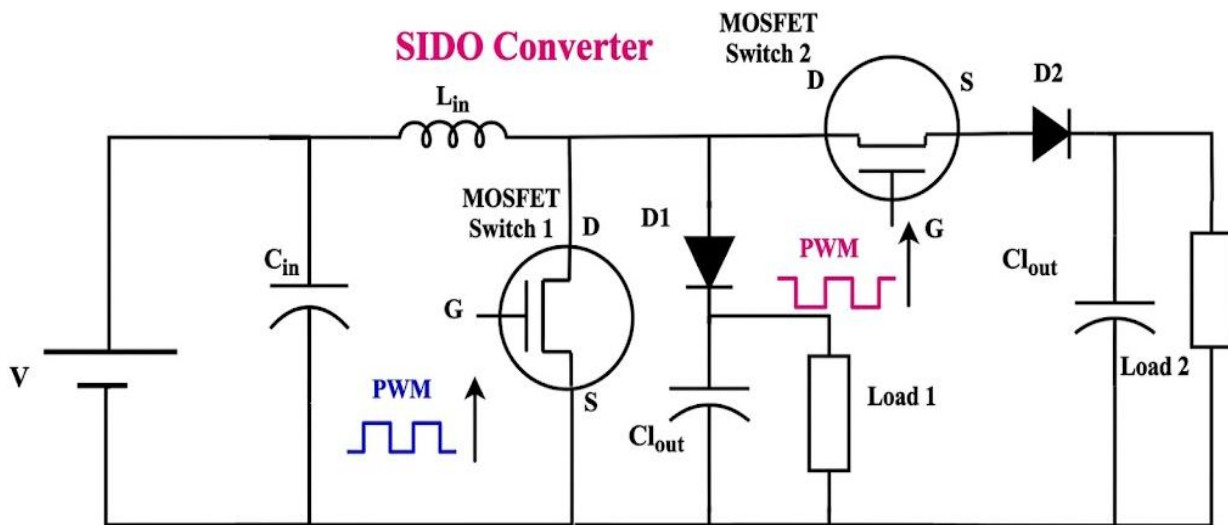 MOSFET
Switch 2
SIDO Converter
D
S
D2
Lin
MOSFET
Switch 1
D
D1
G
PWM
Cin
Clout
G
V
PWM
S
Load 1
Load 2
Clout